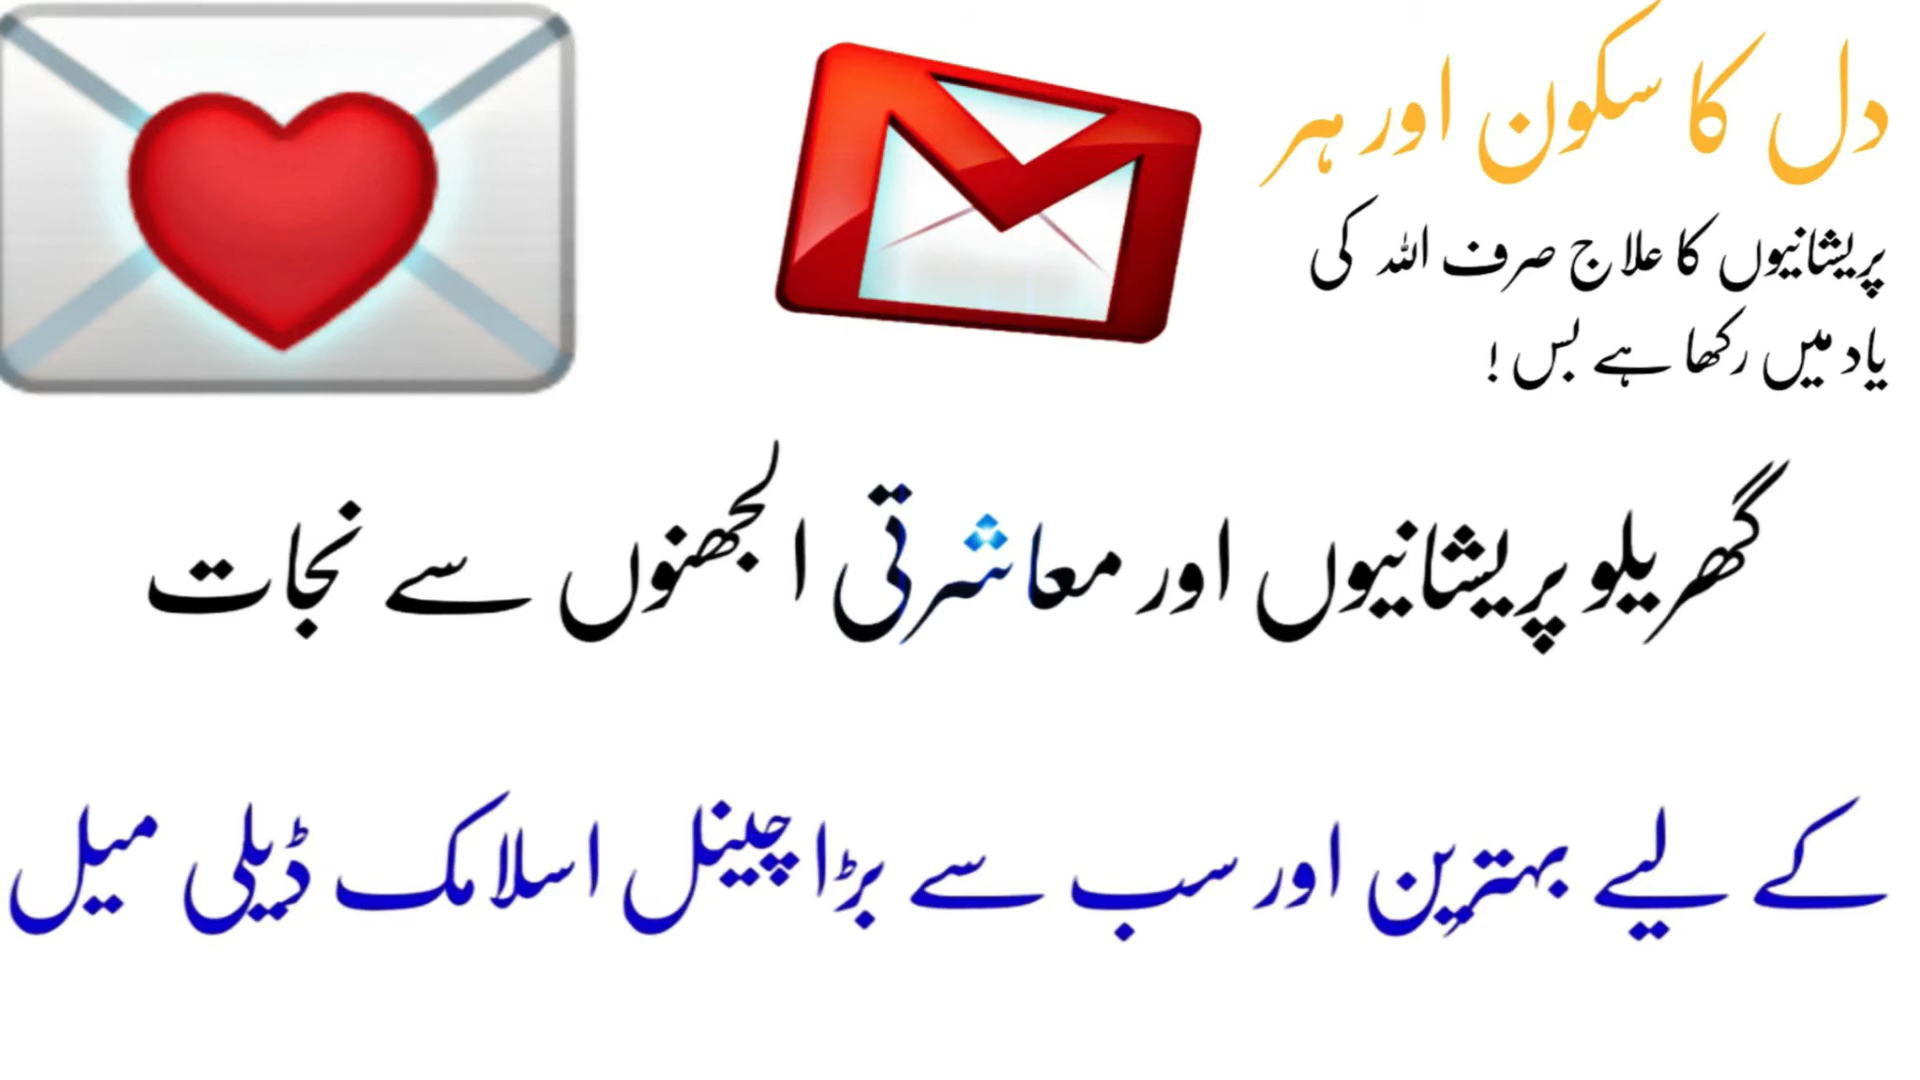 دل کا سکون اور ہر
پریشانیوں کا علاج صرف اللہ کی
یاد میں رکھا ہے بس !
گھریلو پریشانیوں اور معاشرتی الجھنوں سے نجات
کے لیے بہترین اور سب سے بڑا چینل اسلامک ڈیلی میل